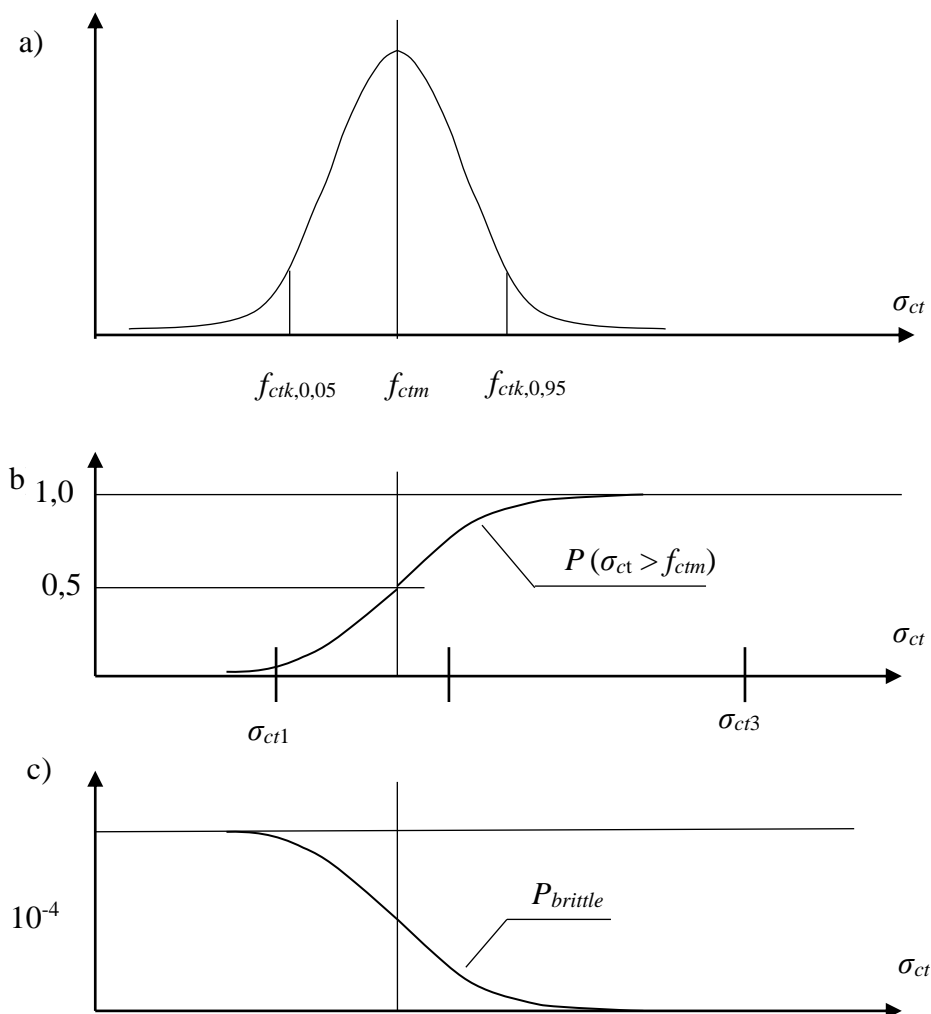 a)
σct
fctk,0,05 fctm fctk,0,95
b 1,0
P (σct > fctm)
0,5
σct
σct1 σct3
c)
Pbrittle
10-4
σct